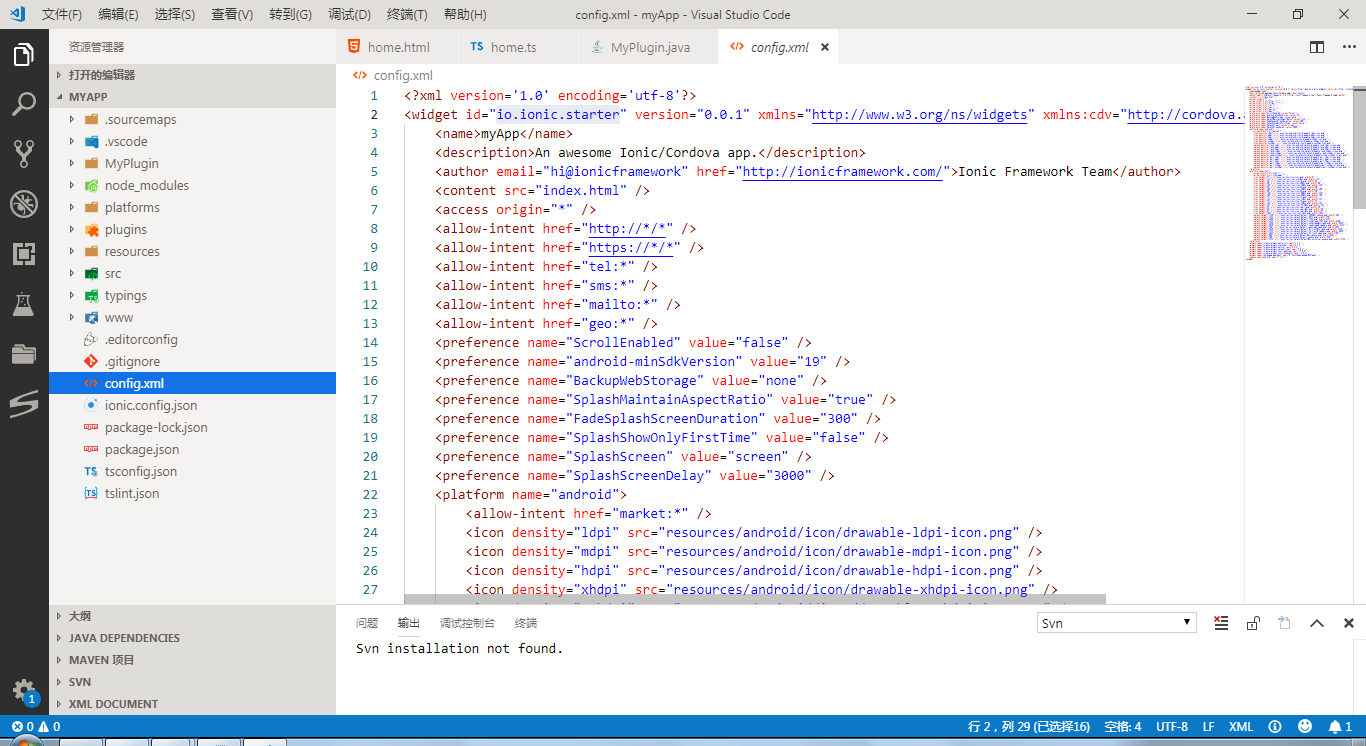 文件(F) 编辑(E) 选择(S) 查看(V) 转到(G) 调试(D) 终端(T) 帮助(H) config.xml - myApp - Visual Studio Code
资源管理器
打开的编辑器
MYAPP
.sourcemaps
.vscode
MyPlugin
node_modules
platforms
plugins
resources
src
typings
www
.editorconfig
.gitignore
config.xml
ionic.config.json
package-lock.json
package.json
TS tsconfig.json
TS tslint.json
大纲
JAVA DEPENDENCIES
MAVEN 项目
SVN
XML DOCUMENT
1
home.html TS home.ts MyPlugin.java config.xml
config.xml
1 <?xml version='1.0' encoding='utf-8'?>
2 <widget id="io.ionic.starter" version="0.0.1" xmlns="http://www.w3.org/ns/widgets" xmlns:cdv="http://cordova.
3 <name>myApp</name>
4 <description>An awesome Ionic/Cordova app.</description>
5 <author email="hi@ionicframework" href="http://ionicframework.com/">Ionic Framework Team</author>
6 <content src="index.html" />
7 <access origin="*" />
8 <allow-intent href="http://*/*" />
9 <allow-intent href="https://*/*" />
10 <allow-intent href="tel:*" />
11 <allow-intent href="sms:*" />
12 <allow-intent href="mailto:*" />
13 <allow-intent href="geo:*" />
14 <preference name="ScrollEnabled" value="false" />
15 <preference name="android-minSdkVersion" value="19" />
16 <preference name="BackupWebStorage" value="none" />
17 <preference name="SplashMaintainAspectRatio" value="true" />
18 <preference name="FadeSplashScreenDuration" value="300" />
19 <preference name="SplashShowOnlyFirstTime" value="false" />
20 <preference name="SplashScreen" value="screen" />
21 <preference name="SplashScreenDelay" value="3000" />
22 <platform name="android">
23 <allow-intent href="market:*" />
24 <icon density="ldpi" src="resources/android/icon/drawable-ldpi-icon.png" />
25 <icon density="mdpi" src="resources/android/icon/drawable-mdpi-icon.png" />
26 <icon density="hdpi" src="resources/android/icon/drawable-hdpi-icon.png" />
27 <icon density="xhdpi" src="resources/android/icon/drawable-xhdpi-icon.png" />
问题 输出 调试控制台 终端 Svn
Svn installation not found.
0 0 行 2，列 29 (已选择16) 空格: 4 UTF-8 LF XML 1